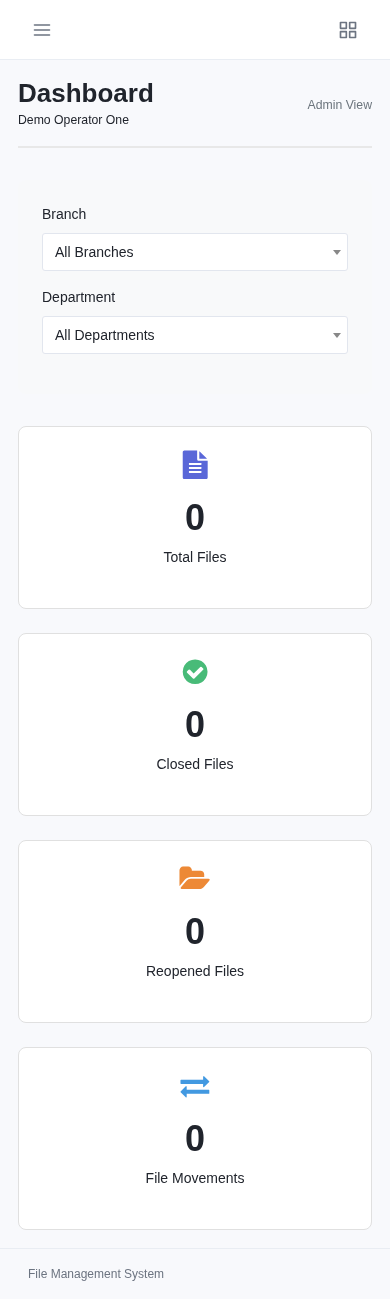 Dashboard
Demo Operator One
Admin View
Branch
All Branches
Department
All Departments
0
Total Files
0
Closed Files
0
Reopened Files
0
File Movements
File Management System